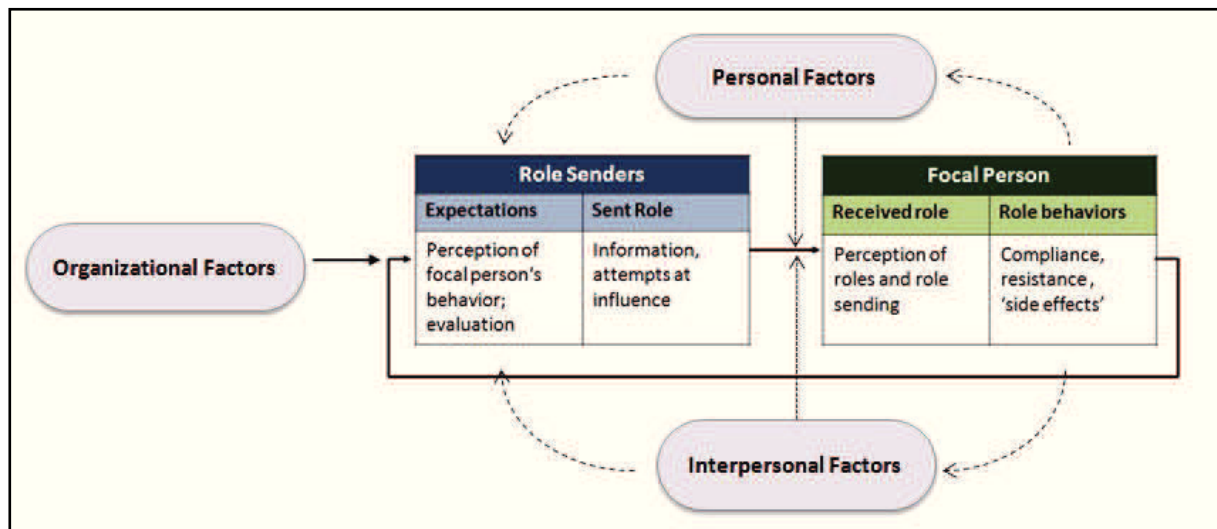 Personal Factors
Role Senders
Expectations
Sent Role
Perception of
focal person's
behavior;
evaluation
Information,
attempts at
influence
Focal Person
Received role
Role behaviors
Perception of
roles and role
sending
Compliance,
resistance,
‘side effects’
Organizational Factors
Interpersonal Factors